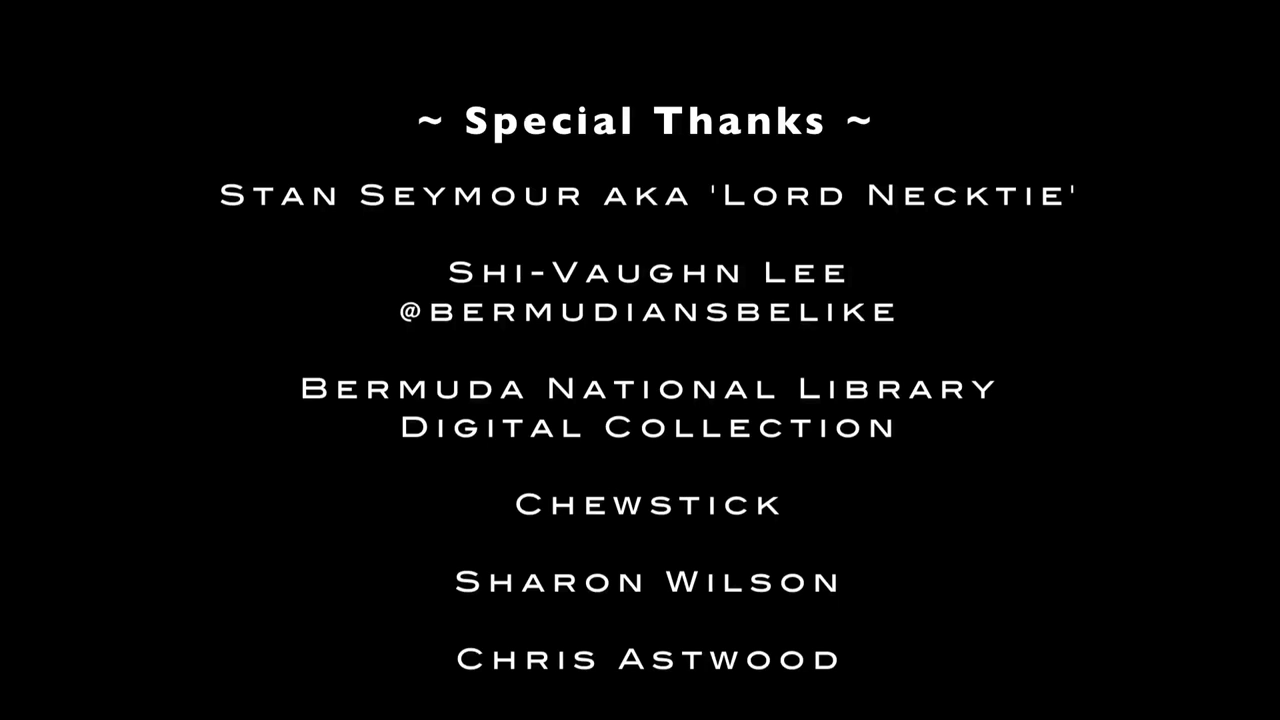 ~ Special Thanks ~
Stan Seymour aka 'Lord Necktie'
Shi-Vaughn Lee
@bermudiansbelike
Bermuda National Library
Digital Collection
Chewstick
Sharon Wilson
Chris Astwood